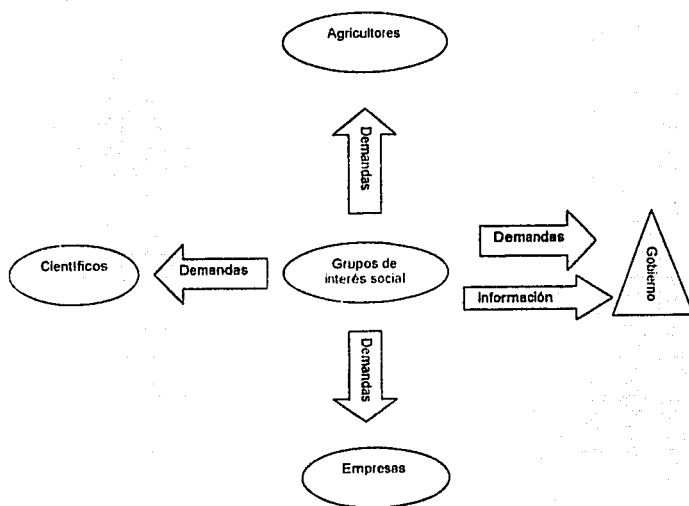 Agricultores
Demandas
Demandas
Científicos
Demandas
Grupos de
interés social
Información
Gobierno
Demandas
Empresas